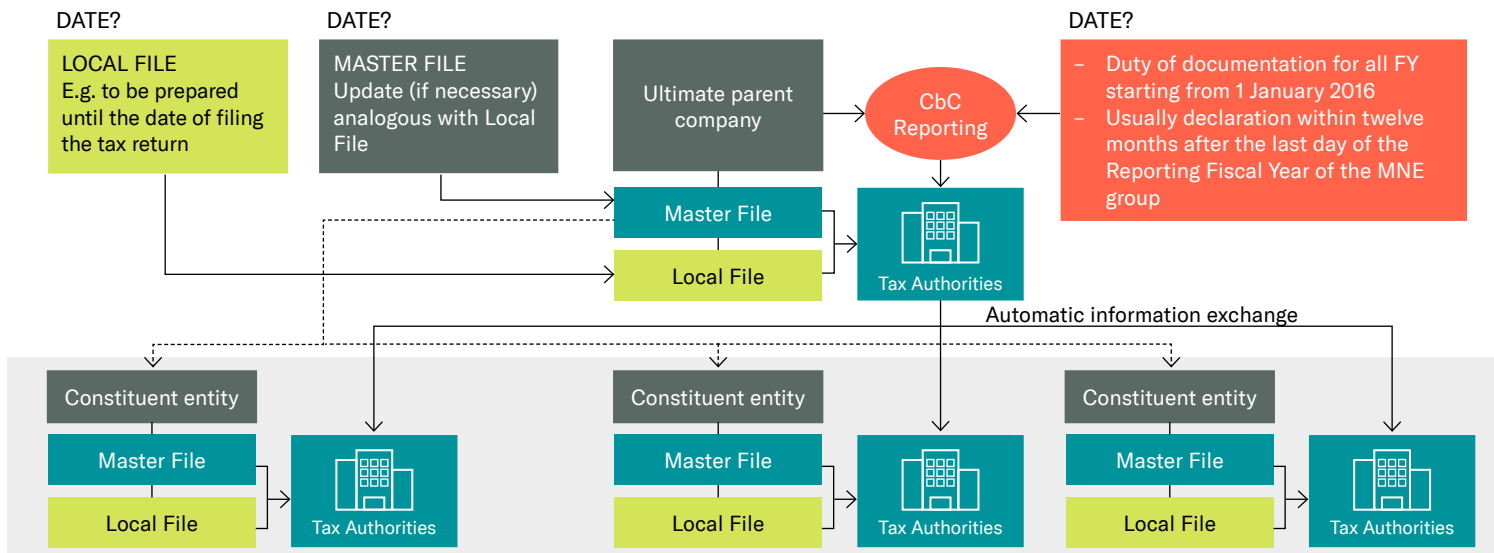 DATE?
LOCAL FILE
E.g. to be prepared
until the date of filing
the tax return
DATE?
MASTER FILE
Update (if necessary)
analogous with Local
File
Ultimate parent
company
CbC
Reporting
DATE?
– Duty of documentation for all FY
starting from 1 January 2016
– Usually declaration within twelve
months after the last day of the
Reporting Fiscal Year of the MNE
group
Master File
Local File
Tax Authorities
Automatic information exchange
Constituent entity
Master File
Local File
Tax Authorities
Constituent entity
Master File
Local File
Tax Authorities
Constituent entity
Master File
Local File
Tax Authorities